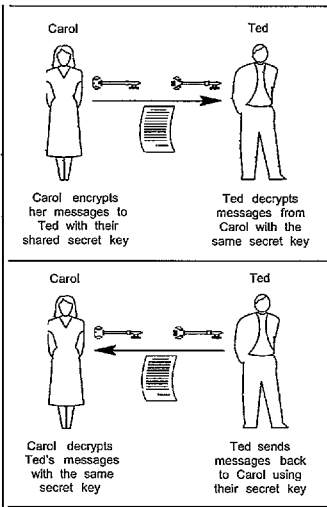 Carol
Ted
Carol encrypts
her messages to
Ted with their
shared secret key
Ted decrypts
messages from
Carol with the
same secret key
Carol
Ted
Carol decrypts
Ted's messages
with the same
secret key
Ted sends
messages back
to Carol using
their secret key